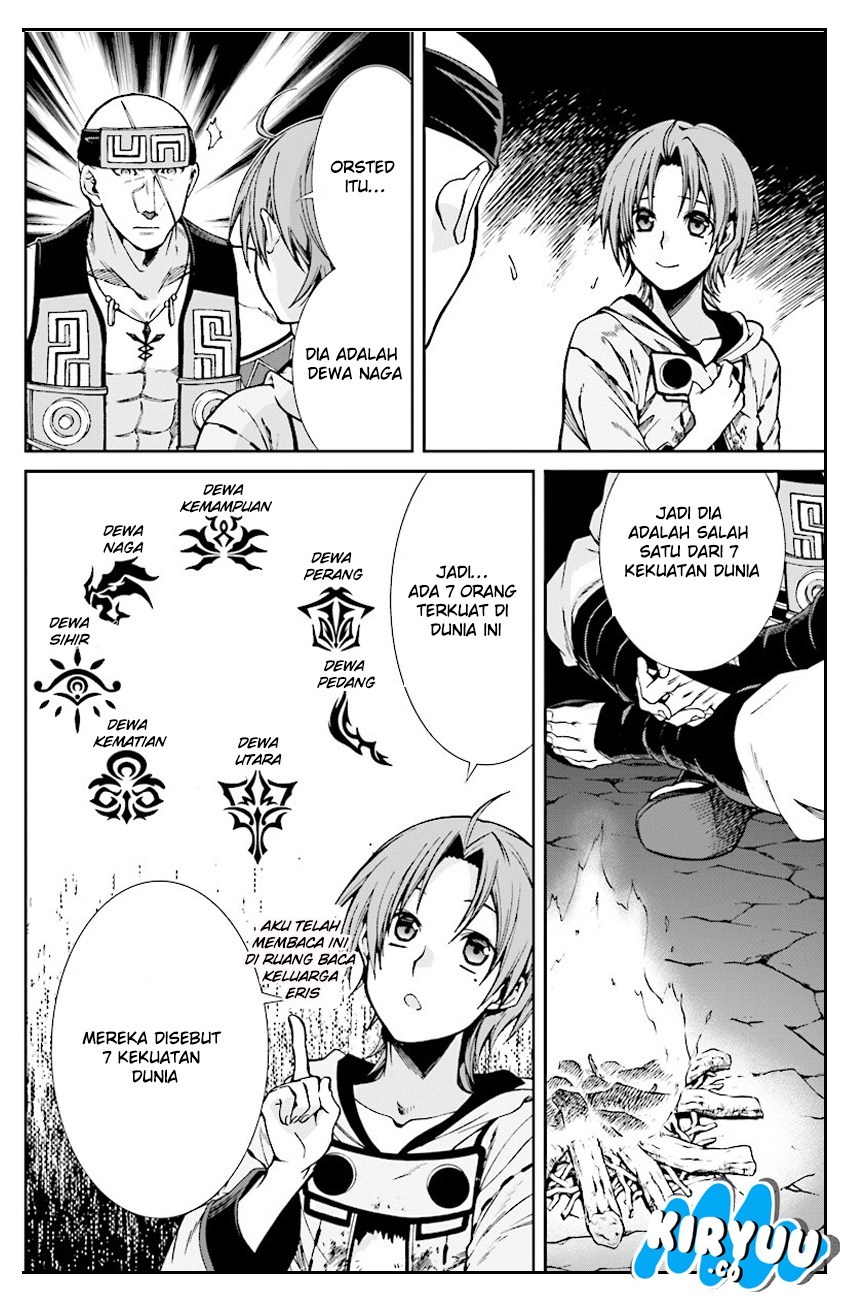 ORSTED
ITU...
DIA ADALAH
DEWA NAGA
JADI DIA
ADALAH SALAH
SATU DARI 7
KEKUATAN DUNIA
JADI...
ADA 7 ORANG
TERKUAT DI
DUNIA INI
DEWA
KEMAMPUAN
DEWA
NAGA
DEWA
PERANG
DEWA
SIHIR
DEWA
PEDANG
DEWA
KEMATIAN
DEWA
UTARA
AKU TELAH
MEMBACA INI
DI RUANG BACA
KELUARGA
ERIS
MEREKA DISEBUT
7 KEKUATAN
DUNIA
KIRYUU
.CO